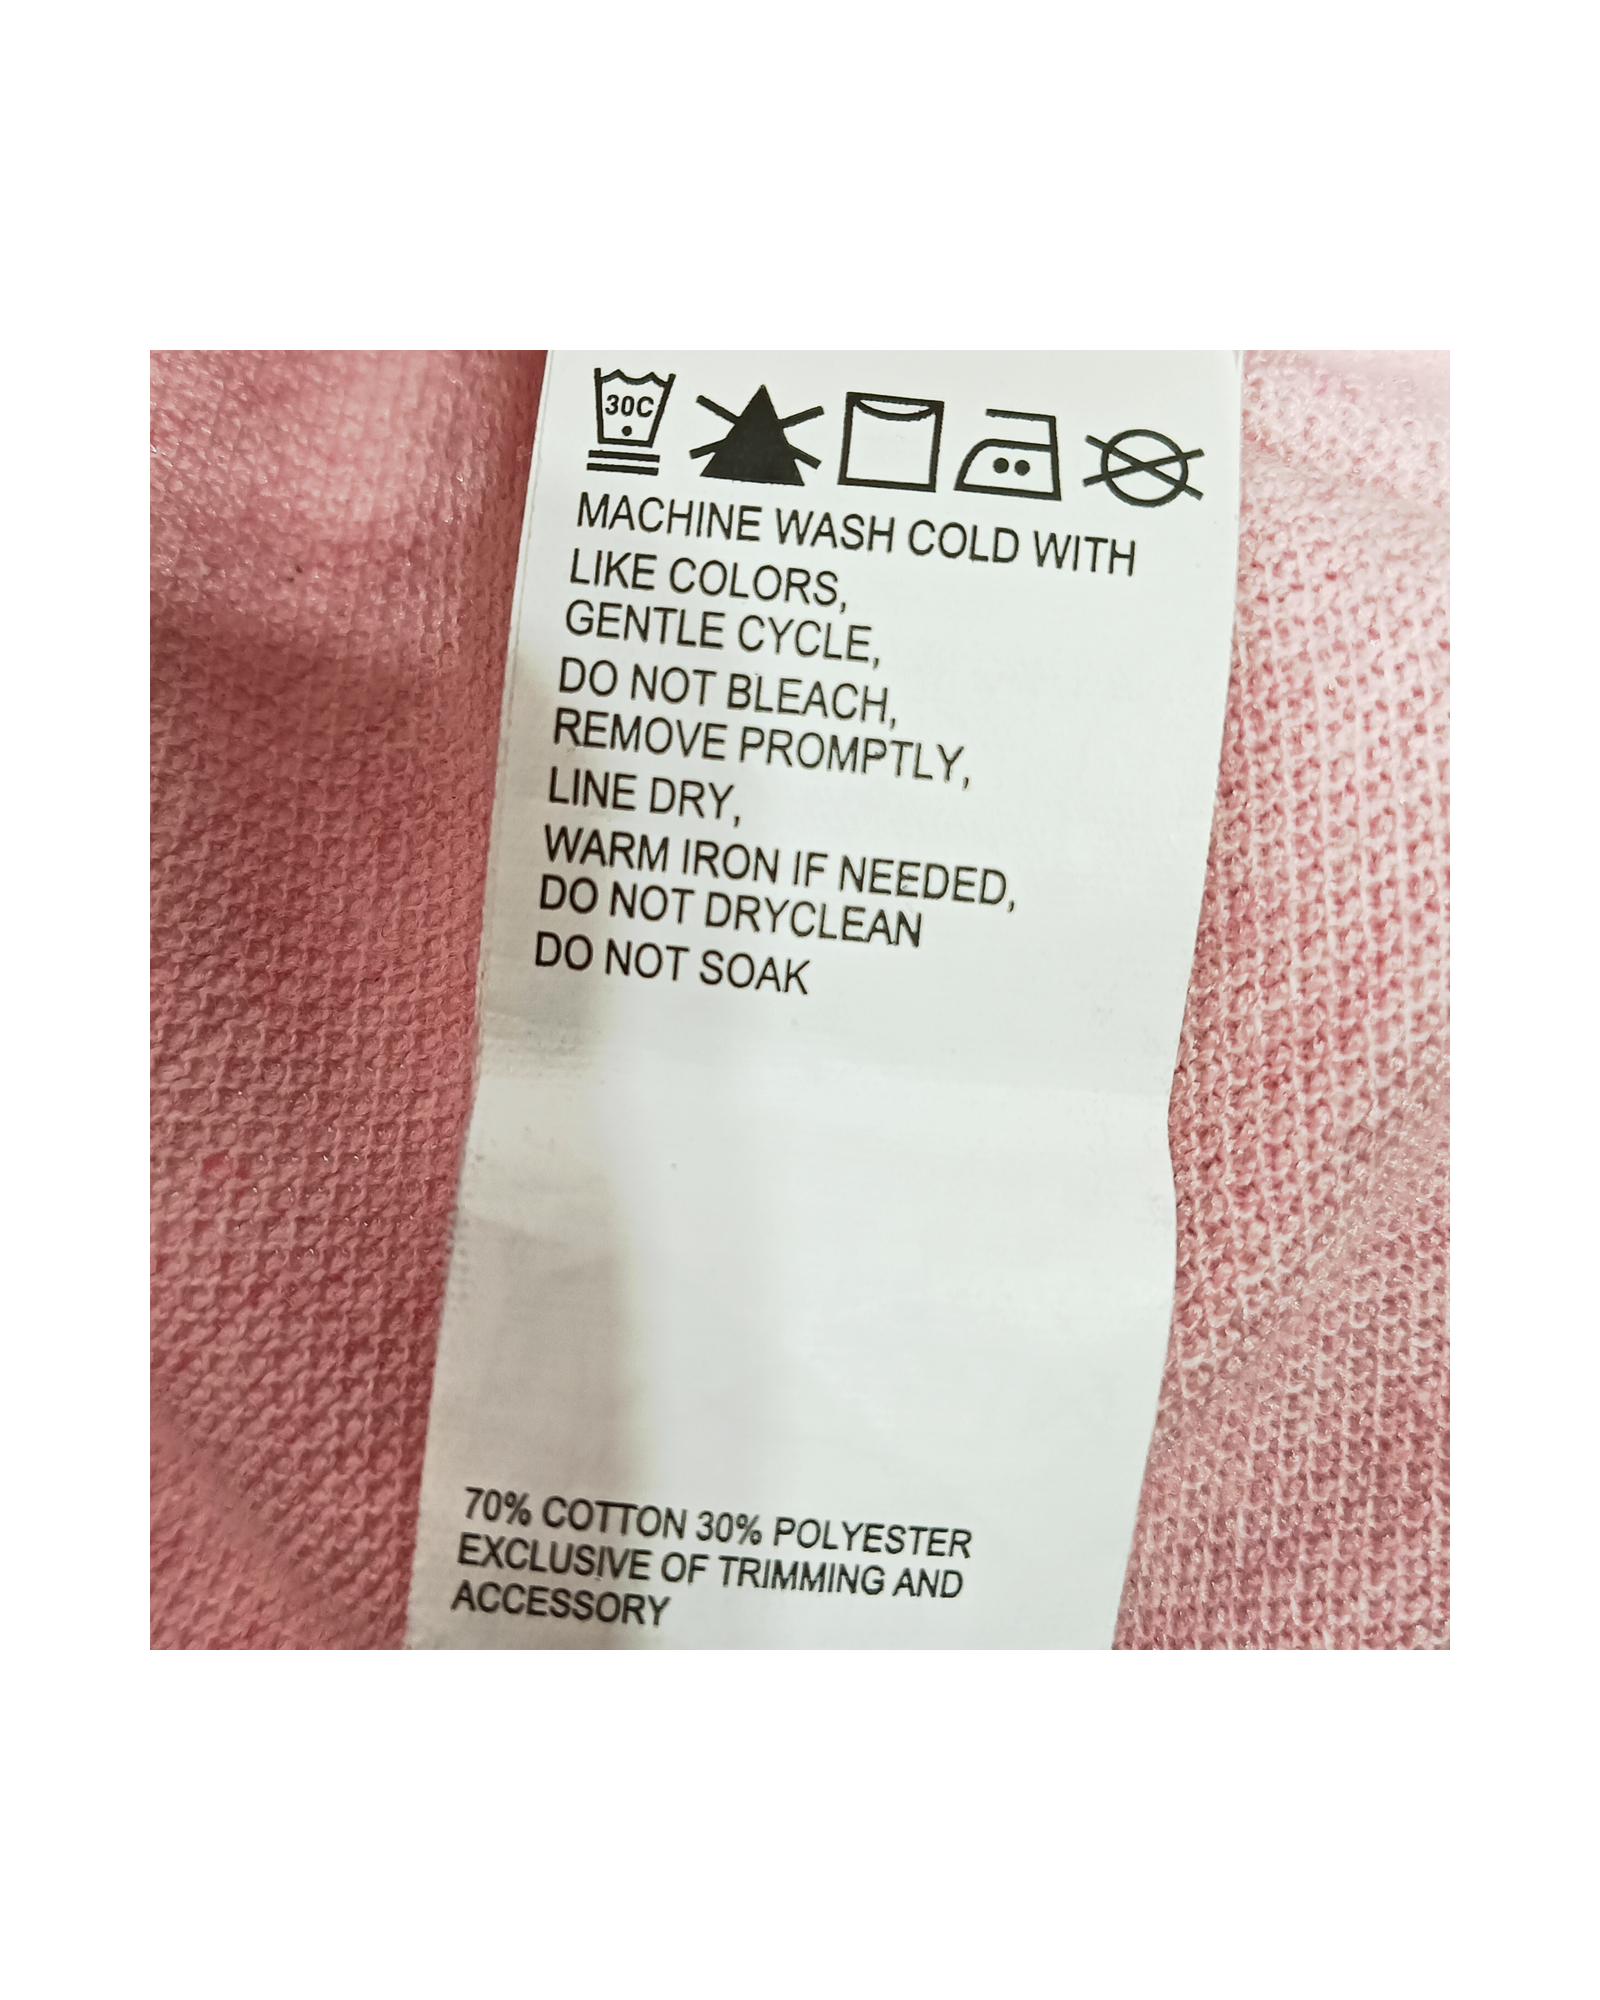 30C
MACHINE WASH COLD WITH
LIKE COLORS,
GENTLE CYCLE,
DO NOT BLEACH,
REMOVE PROMPTLY,
LINE DRY,
WARM IRON IF NEEDED,
DO NOT DRYCLEAN
DO NOT SOAK
70% COTTON 30% POLYESTER
EXCLUSIVE OF TRIMMING AND
ACCESSORY